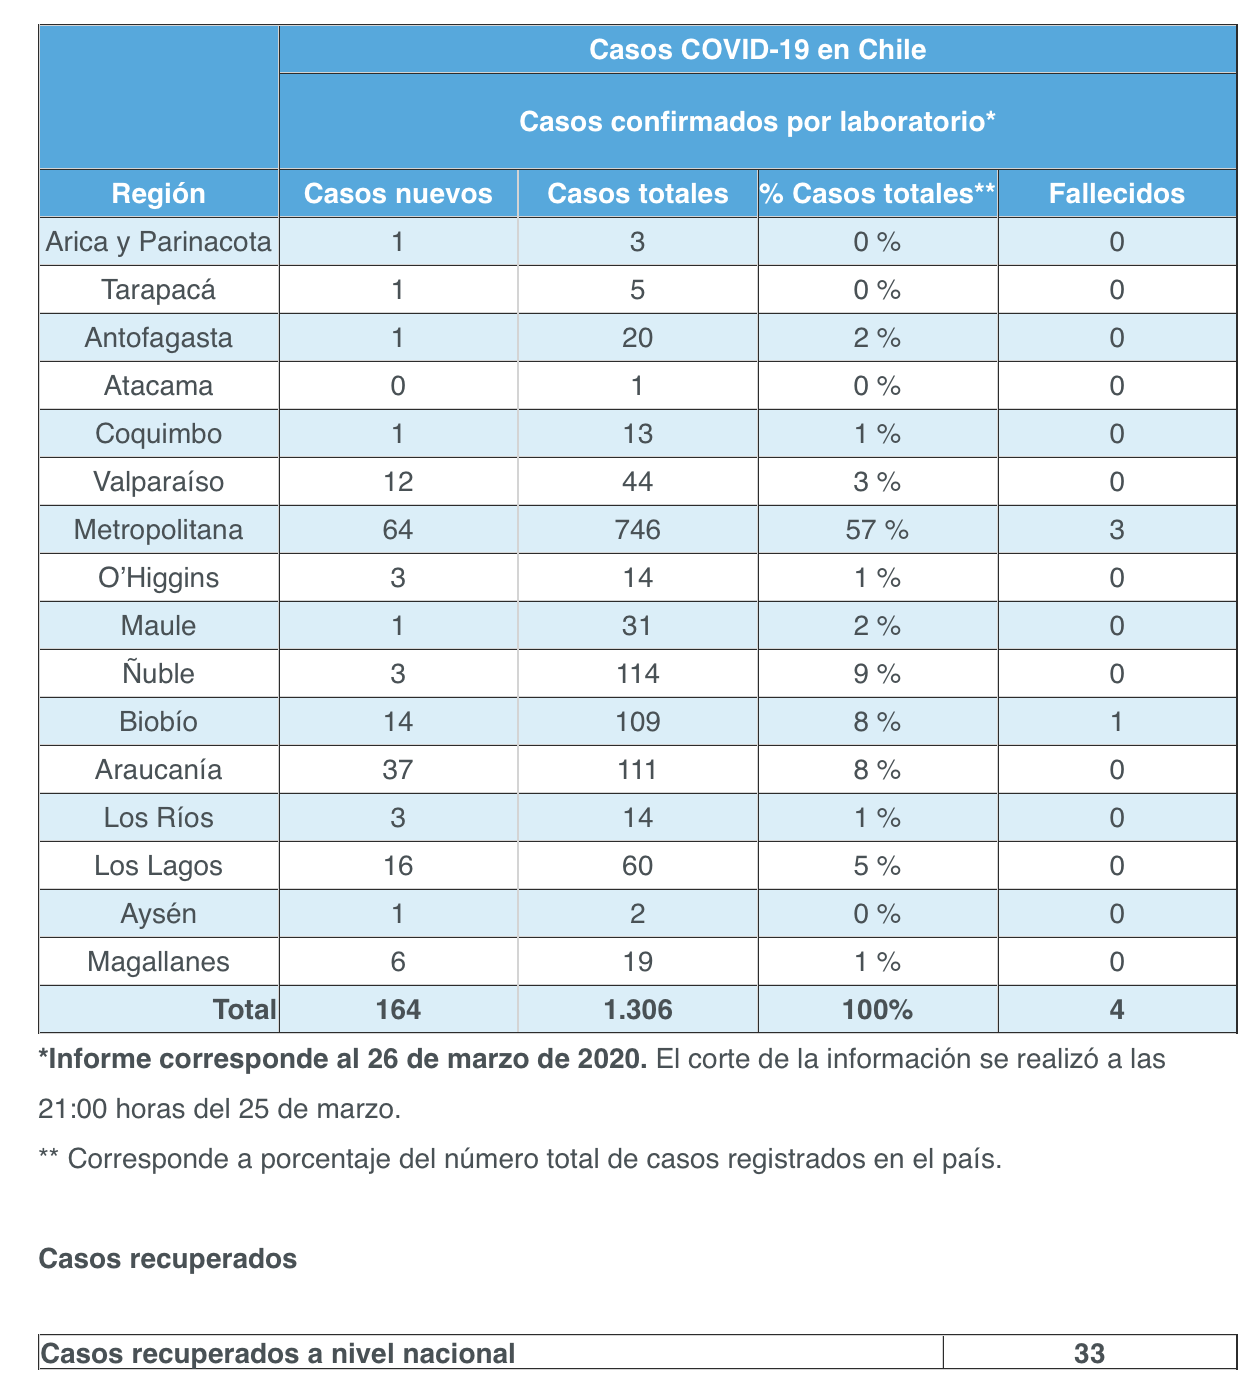 Casos COVID-19 en Chile
Casos confirmados por laboratorio*
Región Casos nuevos Casos totales % Casos totales** Fallecidos
Arica y Parinacota 1 3 0 % 0
Tarapacá 1 5 0 % 0
Antofagasta 1 20 2 % 0
Atacama 0 1 0 % 0
Coquimbo 1 13 1 % 0
Valparaíso 12 44 3 % 0
Metropolitana 64 746 57 % 3
O’Higgins 3 14 1 % 0
Maule 1 31 2 % 0
Ñuble 3 114 9 % 0
Biobío 14 109 8 % 1
Araucanía 37 111 8 % 0
Los Ríos 3 14 1 % 0
Los Lagos 16 60 5 % 0
Aysén 1 2 0 % 0
Magallanes 6 19 1 % 0
Total 164 1.306 100% 4
*Informe corresponde al 26 de marzo de 2020. El corte de la información se realizó a las
21:00 horas del 25 de marzo.
** Corresponde a porcentaje del número total de casos registrados en el país.
Casos recuperados
Casos recuperados a nivel nacional 33